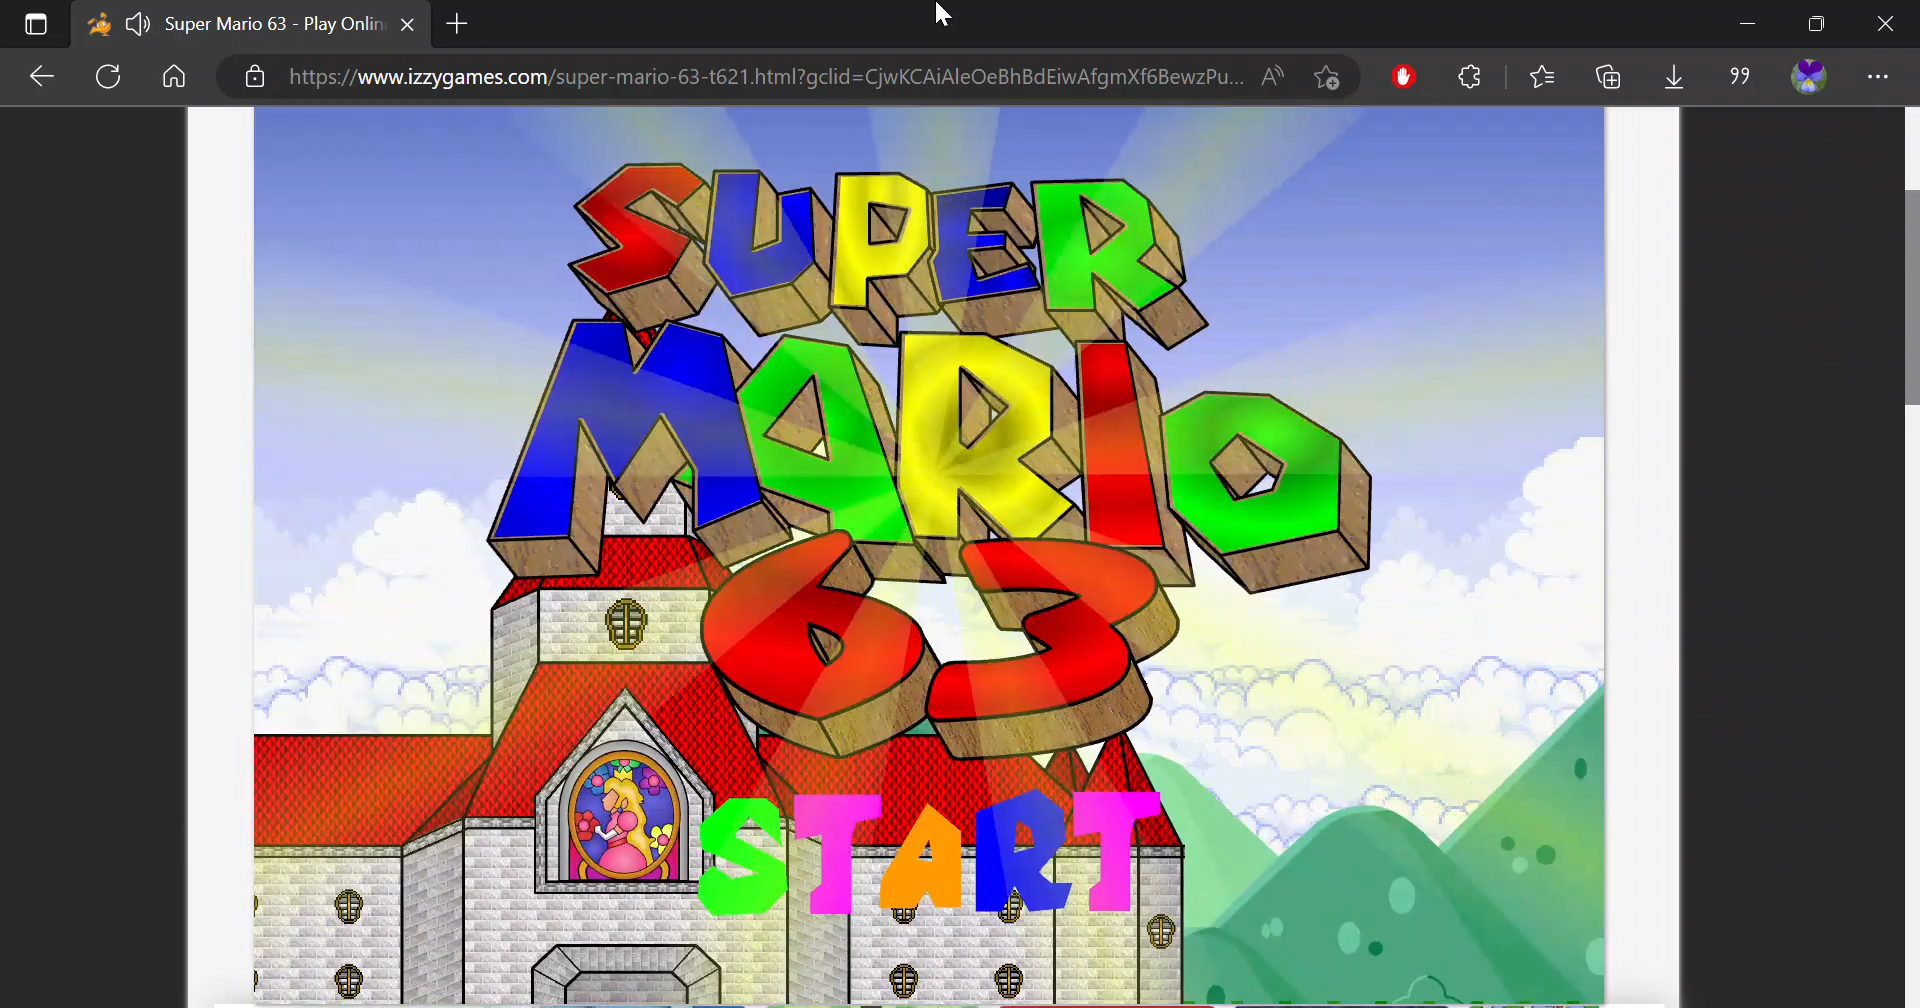 Super Mario 63 - Play Onlin
https://www.izzygames.com/super-mario-63-t621.html?gclid=CjwKCAiAleOeBhBdEiwAfgmXf6BewzPu...
SUPER
MARIO
63
START